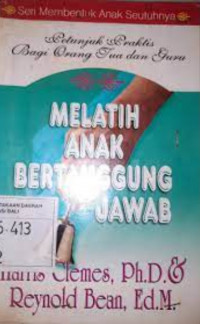 Seri Membentuk Anak Seutuhnya
Petunjuk Praktis
Bagi Orang Tua dan Guru
MELATIH
ANAK
BERTANGGUNG
JAWAB
413
Clemes, Ph.D. &
Reynold Bean, Ed.M.